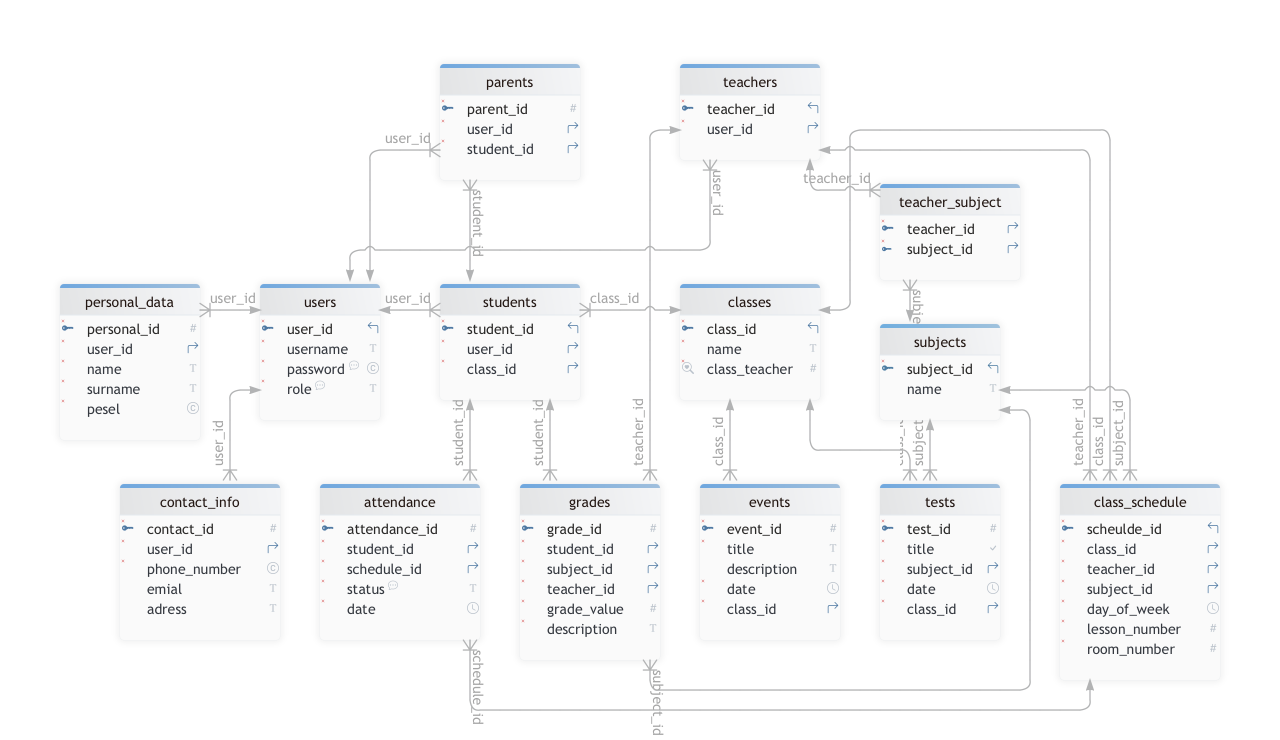 parents
parent_id #
user_id
student_id
teachers
teacher_id
user_id
user_id
student_id
user_id
teacher_id
teacher_subject
teacher_id
subject_id
personal_data
personal_id #
user_id
name T
surname T
pesel ©
user_id
users
user_id
username T
password ©
role T
user_id
students
student_id
user_id
class_id
class_id
classes
class_id
name T
class_teacher #
subje
subjects
subject_id
name T
user_id
student_id
student_id
teacher_id
class_id
subject
teacher_id
class_id
subject_id
contact_info
contact_id #
user_id
phone_number ©
emial T
adress T
attendance
attendance_id #
student_id
schedule_id
status T
date
grades
grade_id #
student_id
subject_id
teacher_id
grade_value #
description T
events
event_id #
title T
description T
date
class_id
tests
test_id #
title
subject_id
date
class_id
class_schedule
scheulde_id
class_id
teacher_id
subject_id
day_of_week
lesson_number #
room_number #
schedule_id
subject_id